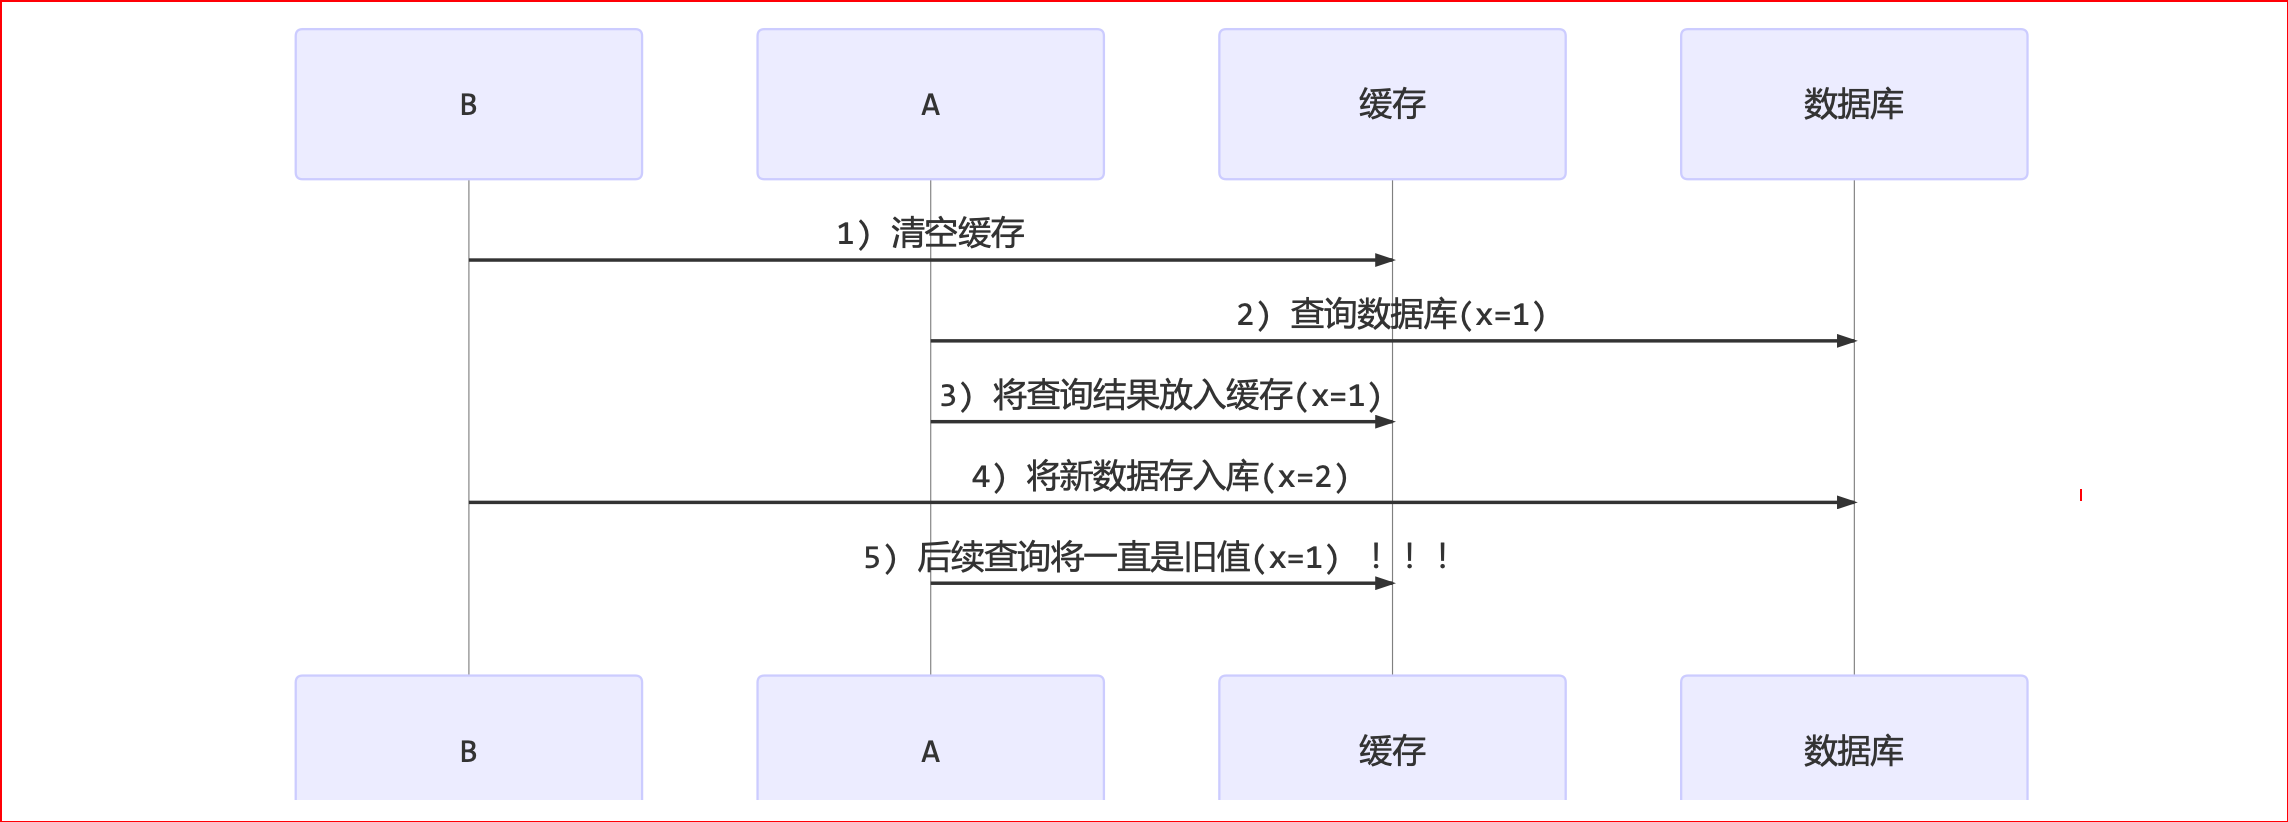 B
A
缓存
数据库
1) 清空缓存
2) 查询数据库(x=1)
3) 将查询结果放入缓存(x=1)
4) 将新数据存入库(x=2)
5) 后续查询将一直是旧值(x=1) ！！！
B
A
缓存
数据库